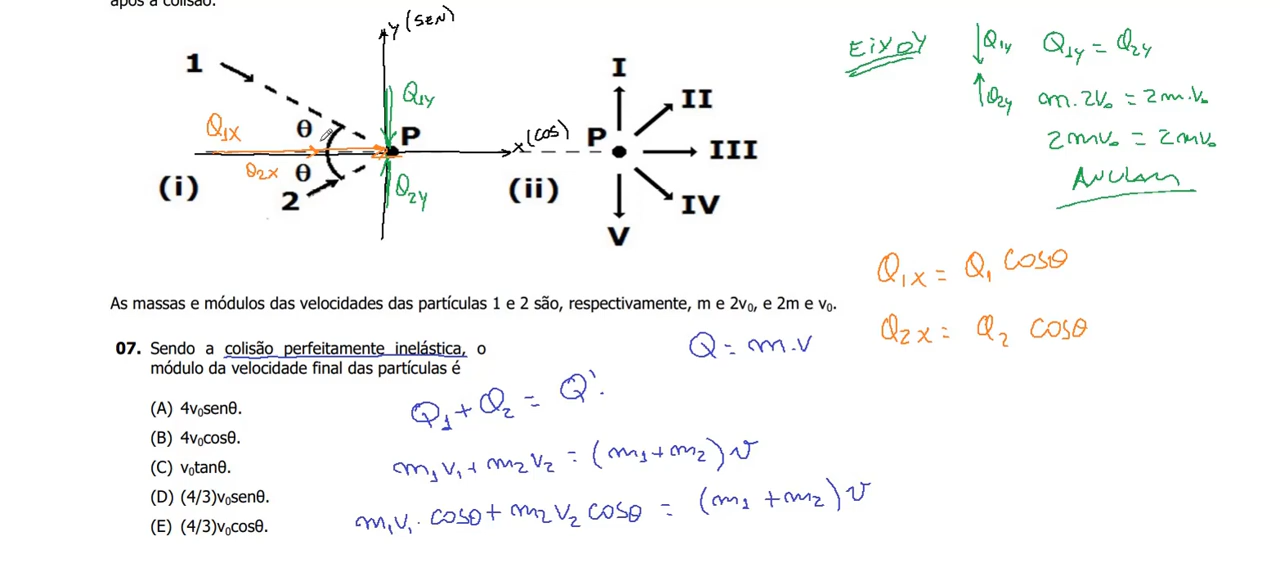 após a colisão.
Y (SEN)
1
Q1Y
I
II
Q1X
θ
P
X (COS)
P
III
Q2X
θ
(i)
2
Q2Y
(ii)
IV
V
EIXO Y
↓Q1Y Q1Y = Q2Y
↑Q2Y m. 2V₀ = 2m.V₀
2mV₀ = 2mV₀
ANULAM
Q1X = Q1 COSθ
Q2X = Q2 COSθ
As massas e módulos das velocidades das partículas 1 e 2 são, respectivamente, m e 2v₀, e 2m e v₀.
07. Sendo a colisão perfeitamente inelástica, o
módulo da velocidade final das partículas é
Q = m.V
(A) 4v₀senθ.
(B) 4v₀cosθ.
(C) v₀tanθ.
(D) (4/3)v₀senθ.
(E) (4/3)v₀cosθ.
Q₁ + Q₂ = Q'.
m₁V₁ + m₂V₂ = (m₁+m₂)V
m₁V₁. cosθ + m₂V₂ cosθ = (m₁ + m₂)V